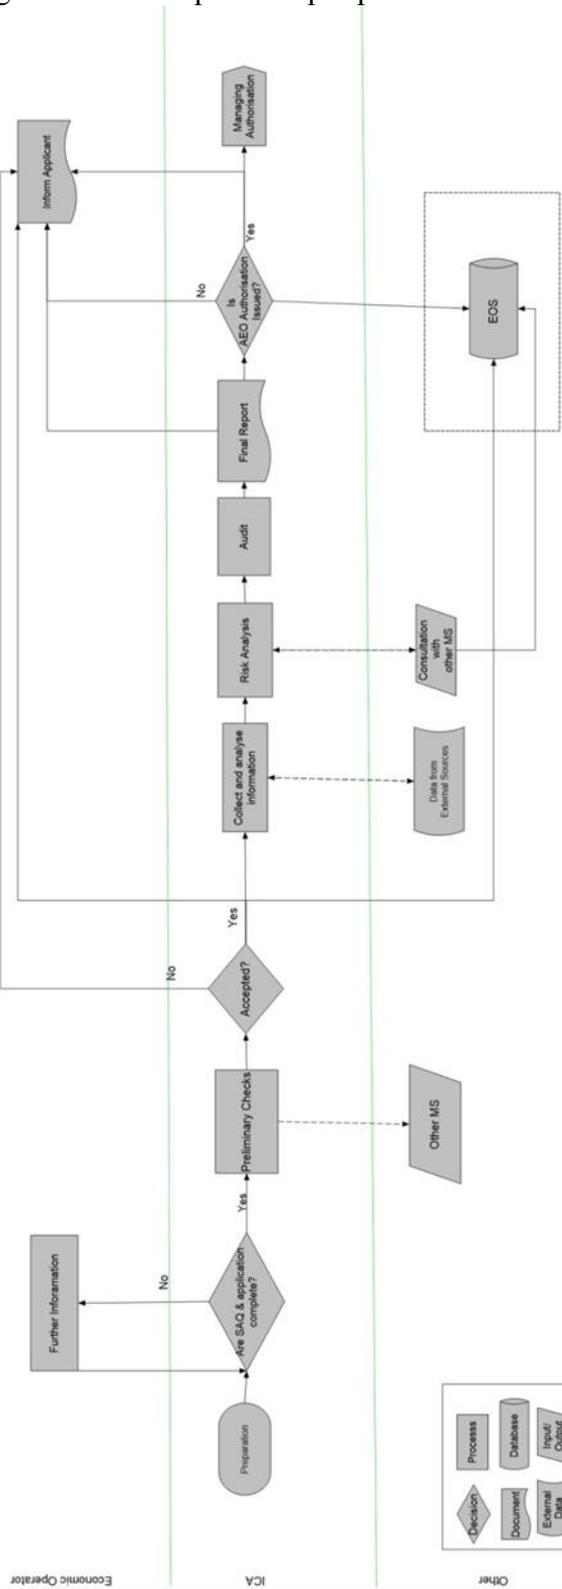 Economic Operator
ICA
Other
Preparation
Are SAQ & application
complete?
No
Further Inforamation
Yes
Preliminary Checks
Other MS
Accepted?
No
Yes
Collect and analyse
information
Data from
External Sources
Risk Analysis
Consultation
with
other MS
Audit
Final Report
Is
AEO Authorisation
Issued?
No
Yes
Inform Applicant
Managing
Authorisation
EOS
Decision
Processs
Document
Database
External
Data
Input/
Output